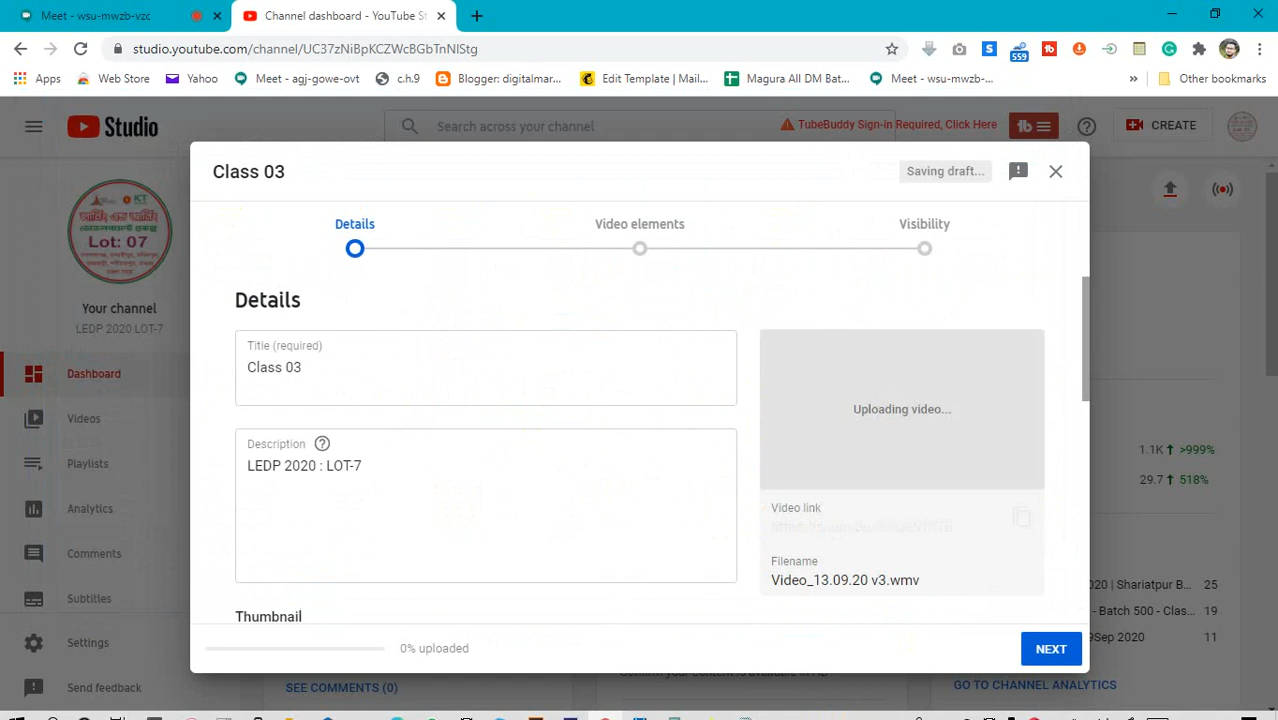 Meet - wsu-mwzb-vzc
Channel dashboard - YouTube St
studio.youtube.com/channel/UC37zNiBpKCZWcBGbTnNIStg
559
Apps
Web Store
Yahoo
Meet - agj-gowe-ovt
c.h.9
Blogger: digitalmar...
Edit Template | Mail...
Magura All DM Bat...
Meet - wsu-mwzb-...
»
Other bookmarks
Studio
Search across your channel
TubeBuddy Sign-in Required, Click Here
tb
CREATE
Class 03
Saving draft...
Details
Video elements
Visibility
KT
Lot: 07
Your channel
LEDP 2020 LOT-7
Dashboard
Videos
Playlists
Analytics
Comments
Subtitles
Settings
Send feedback
Details
Title (required)
Class 03
Description
LEDP 2020 : LOT-7
Thumbnail
Uploading video...
Video link
Filename
Video_13.09.20 v3.wmv
0% uploaded
NEXT
1.1K >999%
29.7 518%
020 | Shariatpur B... 25
- Batch 500 - Clas... 19
9Sep 2020 11
SEE COMMENTS (0)
GO TO CHANNEL ANALYTICS